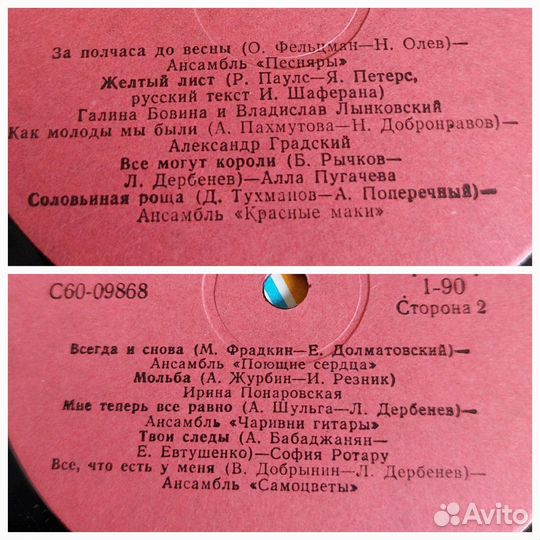 За полчаса до весны (О. Фельцман—Н. Олев)—
Ансамбль «Песняры»
Желтый лист (Р. Паулс—Я. Петерс,
русский текст И. Шаферана)
Галина Бовина и Владислав Лынковский
Как молоды мы были (А. Пахмутова—Н. Добронравов)—
Александр Градский
Все могут короли (Б. Рычков—
Л. Дербенев)—Алла Пугачева
Соловьиная роща (Д. Тухманов—А. Поперечный)—
Ансамбль «Красные маки»
С60-09868
1-90
Сторона 2
Всегда и снова (М. Фрадкин—Е. Долматовский)—
Ансамбль «Поющие сердца»
Мольба (А. Журбин—И. Резник)
Ирина Понаровская
Мне теперь все равно (А. Шульга—Л. Дербенев)—
Ансамбль «Чаривни гитары»
Твои следы (А. Бабаджанян—
Е. Евтушенко)—София Ротару
Все, что есть у меня (В. Добрынин—Л. Дербенев)—
Ансамбль «Самоцветы»
Avito